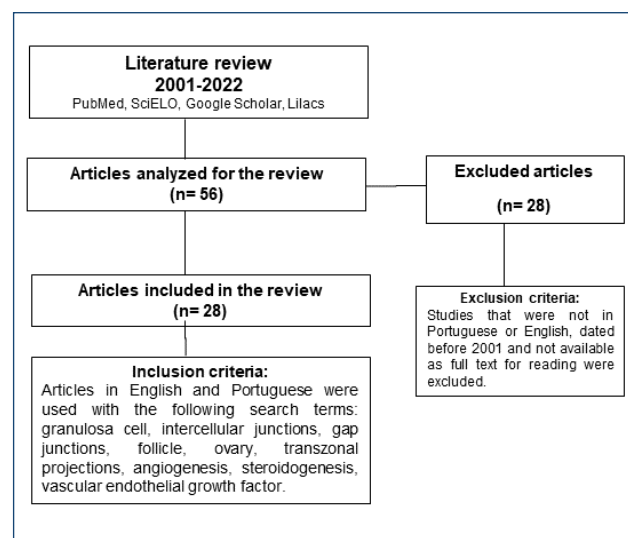 Literature review
2001-2022
PubMed, SciELO, Google Scholar, Lilacs
Articles analyzed for the review
(n= 56)
Excluded articles
(n= 28)
Articles included in the review
(n= 28)
Exclusion criteria:
Studies that were not in
Portuguese or English, dated
before 2001 and not available
as full text for reading were
excluded.
Inclusion criteria:
Articles in English and Portuguese were
used with the following search terms:
granulosa cell, intercellular junctions, gap
junctions, follicle, ovary, transzonal
projections, angiogenesis, steroidogenesis,
vascular endothelial growth factor.